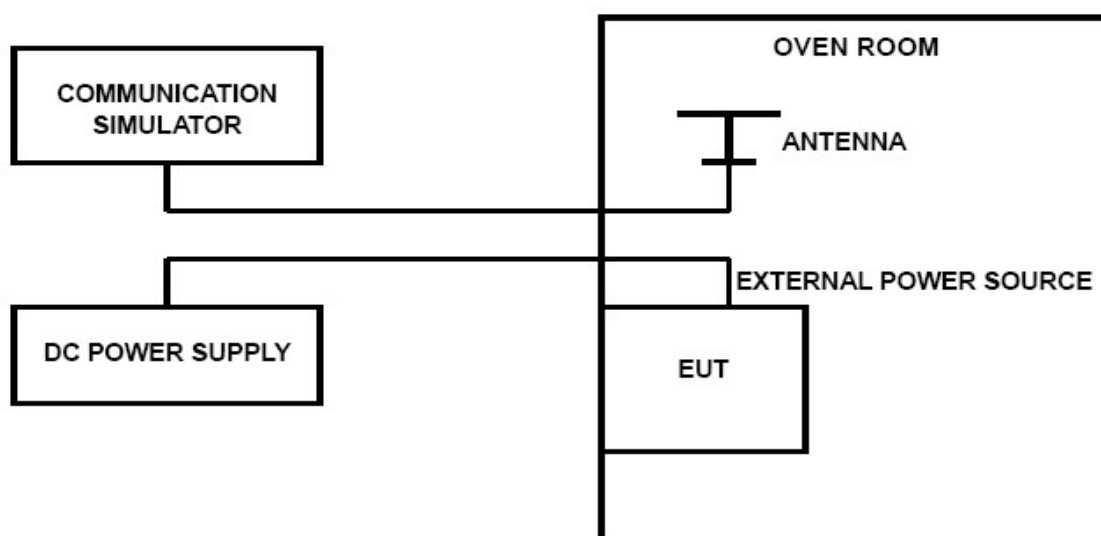 OVEN ROOM
COMMUNICATION
SIMULATOR
ANTENNA
EXTERNAL POWER SOURCE
DC POWER SUPPLY
EUT